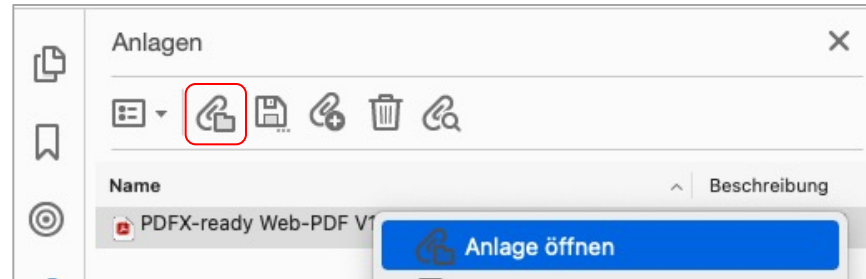 Anlagen
Name
Beschreibung
PDFX-ready Web-PDF V1
Anlage öffnen